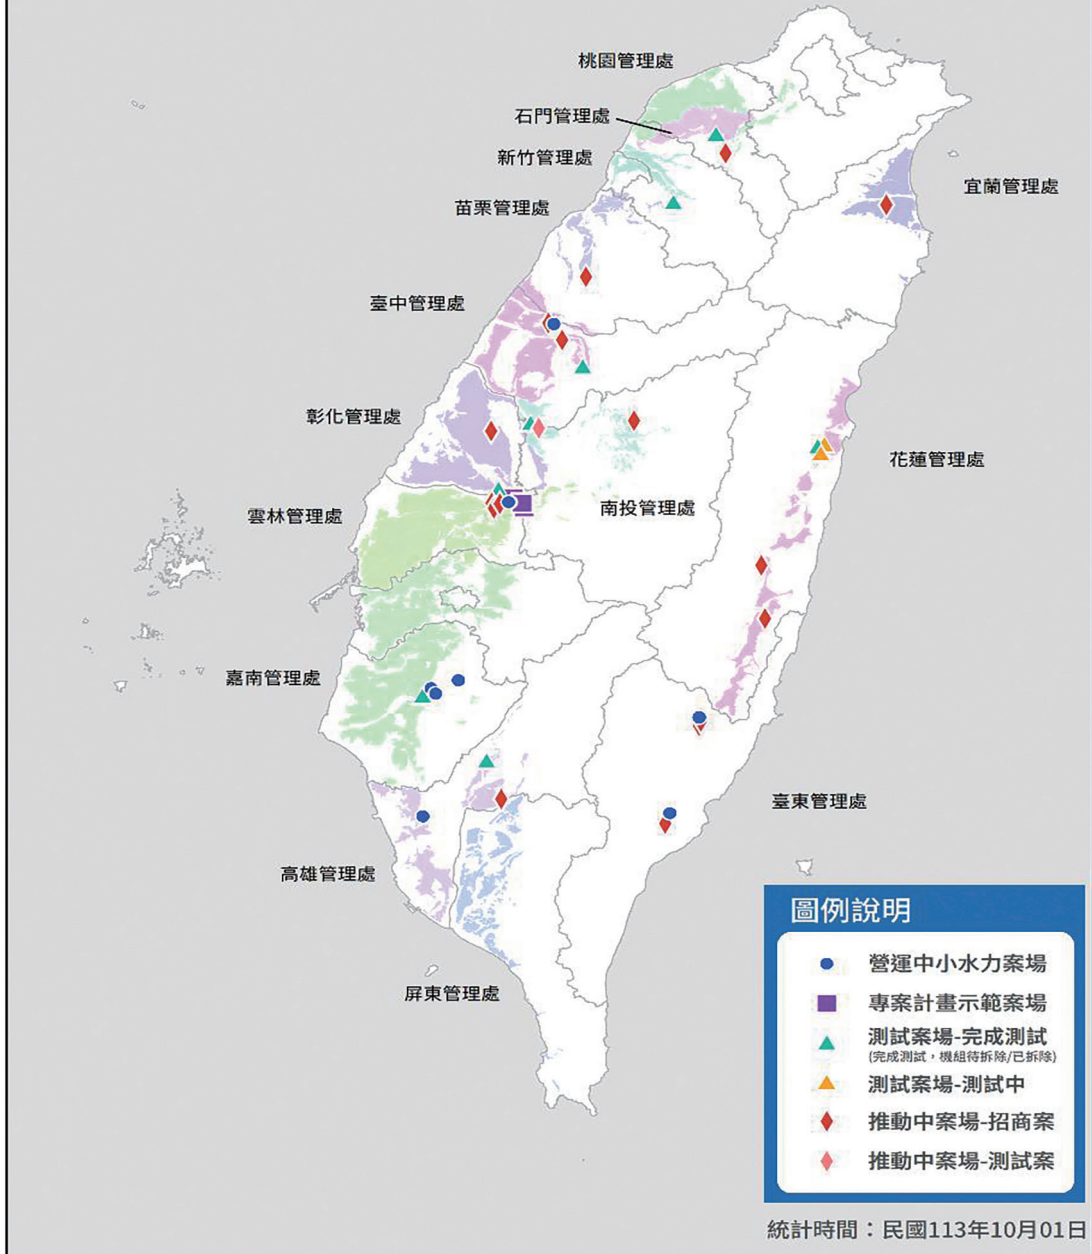 桃園管理處
石門管理處
新竹管理處
宜蘭管理處
苗栗管理處
臺中管理處
彰化管理處
花蓮管理處
南投管理處
雲林管理處
嘉南管理處
臺東管理處
高雄管理處
屏東管理處
圖例說明
營運中小水力案場
專案計畫示範案場
測試案場-完成測試
(完成測試，機組待拆除/已拆除)
測試案場-測試中
推動中案場-招商案
推動中案場-測試案
統計時間：民國113年10月01日